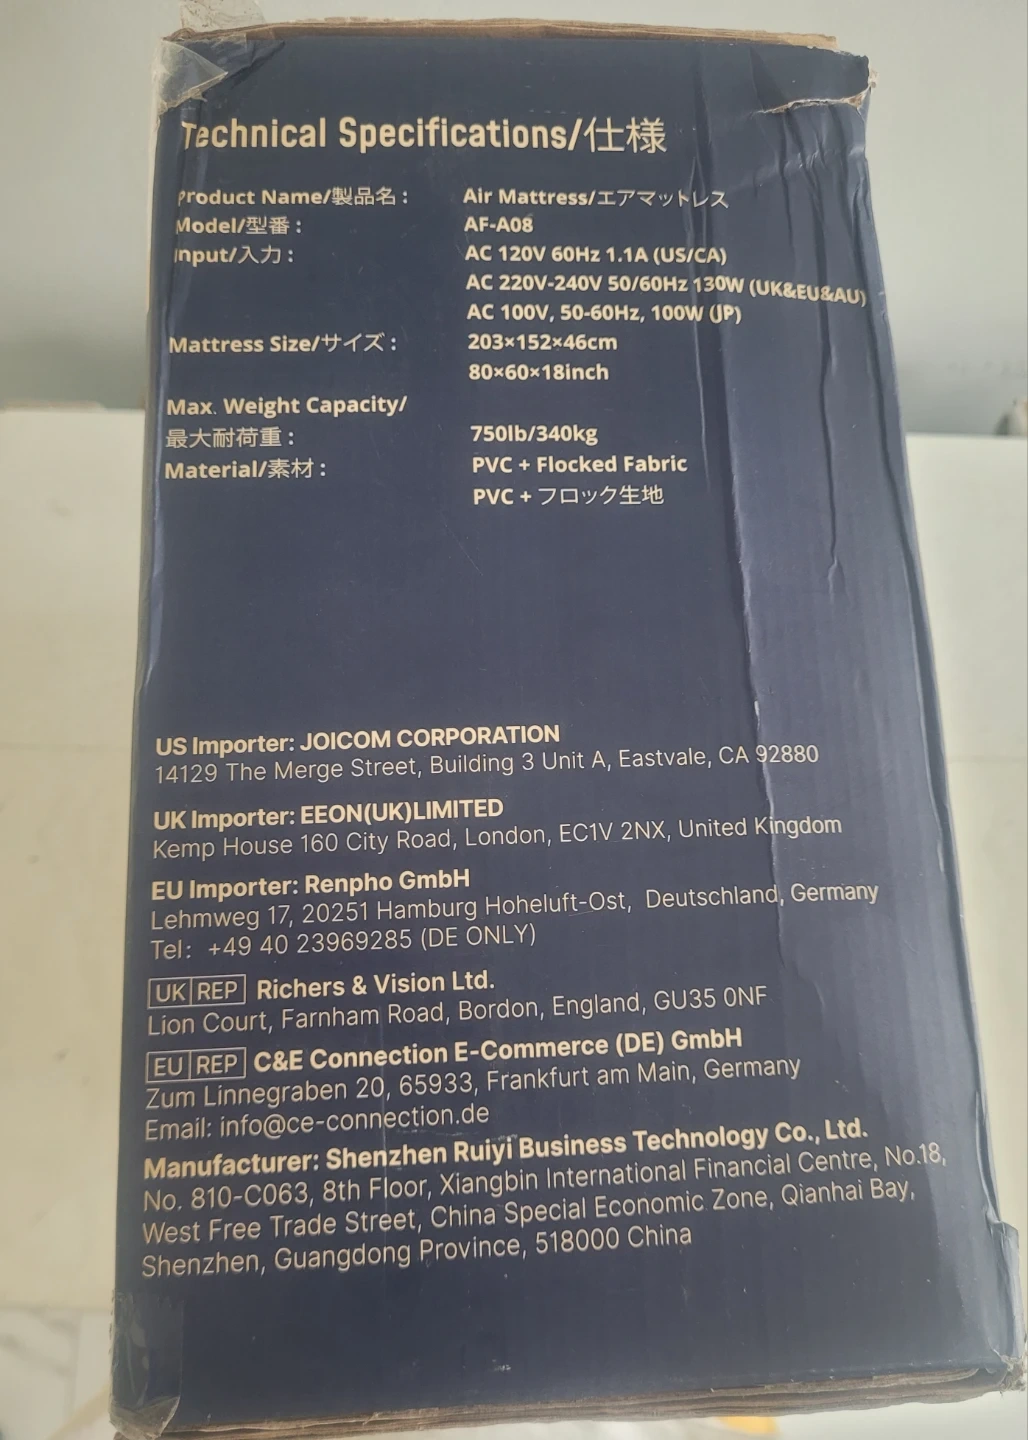 Technical Specifications/仕様
Product Name/製品名 : Air Mattress/エアマットレス
Model/型番 : AF-A08
Input/入力 : AC 120V 60Hz 1.1A (US/CA)
AC 220V-240V 50/60Hz 130W (UK&EU&AU)
AC 100V, 50-60Hz, 100W (JP)
Mattress Size/サイズ : 203×152×46cm
80×60×18inch
Max. Weight Capacity/
最大耐荷重 : 750lb/340kg
Material/素材 : PVC + Flocked Fabric
PVC + フロック生地
US Importer: JOICOM CORPORATION
14129 The Merge Street, Building 3 Unit A, Eastvale, CA 92880
UK Importer: EEON(UK)LIMITED
Kemp House 160 City Road, London, EC1V 2NX, United Kingdom
EU Importer: Renpho GmbH
Lehmweg 17, 20251 Hamburg Hoheluft-Ost, Deutschland, Germany
Tel: +49 40 23969285 (DE ONLY)
UK REP Richers & Vision Ltd.
Lion Court, Farnham Road, Bordon, England, GU35 0NF
EU REP C&E Connection E-Commerce (DE) GmbH
Zum Linnegraben 20, 65933, Frankfurt am Main, Germany
Email: info@ce-connection.de
Manufacturer: Shenzhen Ruiyi Business Technology Co., Ltd.
No. 810-C063, 8th Floor, Xiangbin International Financial Centre, No.18,
West Free Trade Street, China Special Economic Zone, Qianhai Bay,
Shenzhen, Guangdong Province, 518000 China